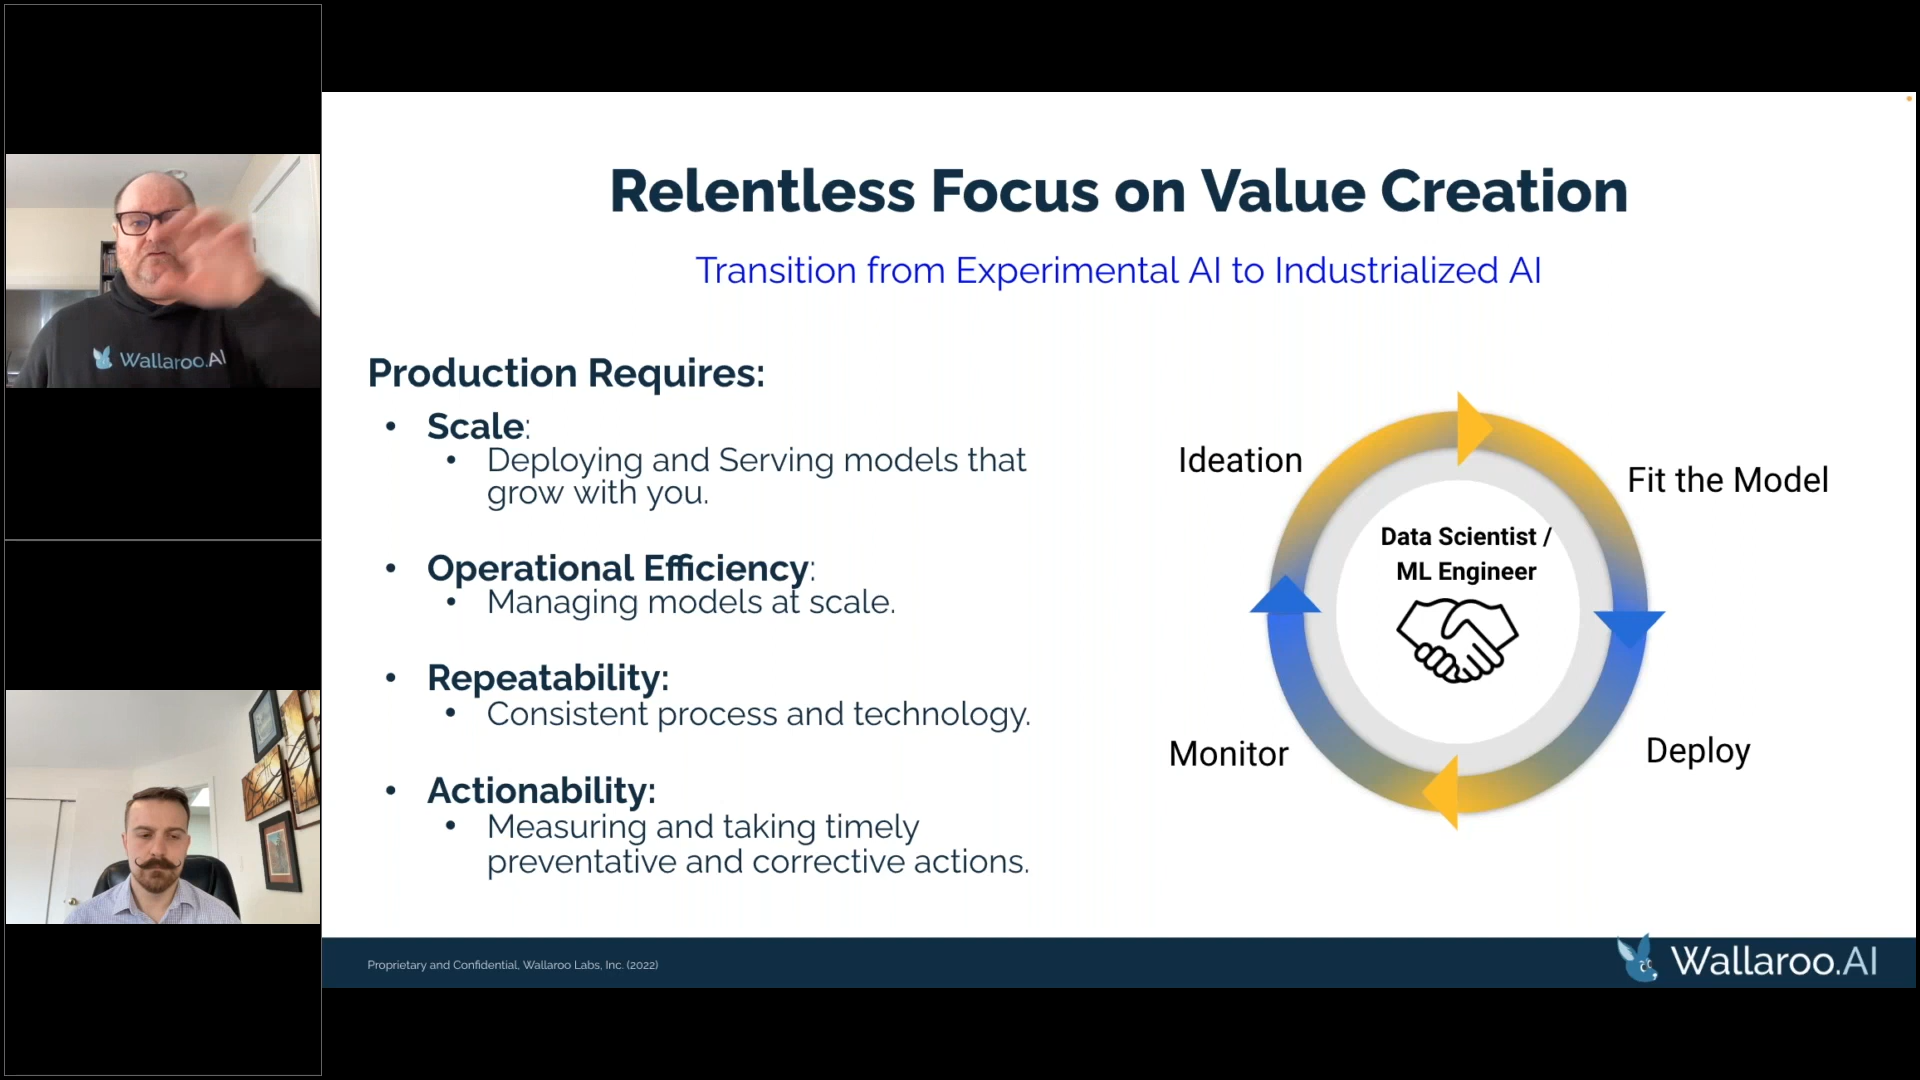 Wallaroo.AI
Relentless Focus on Value Creation
Transition from Experimental AI to Industrialized AI
Production Requires:
• Scale:
• Deploying and Serving models that
grow with you.
• Operational Efficiency:
• Managing models at scale.
• Repeatability:
• Consistent process and technology.
• Actionability:
• Measuring and taking timely
preventative and corrective actions.
Ideation
Fit the Model
Data Scientist /
ML Engineer
Monitor
Deploy
Proprietary and Confidential, Wallaroo Labs, Inc. (2022)
Wallaroo.AI